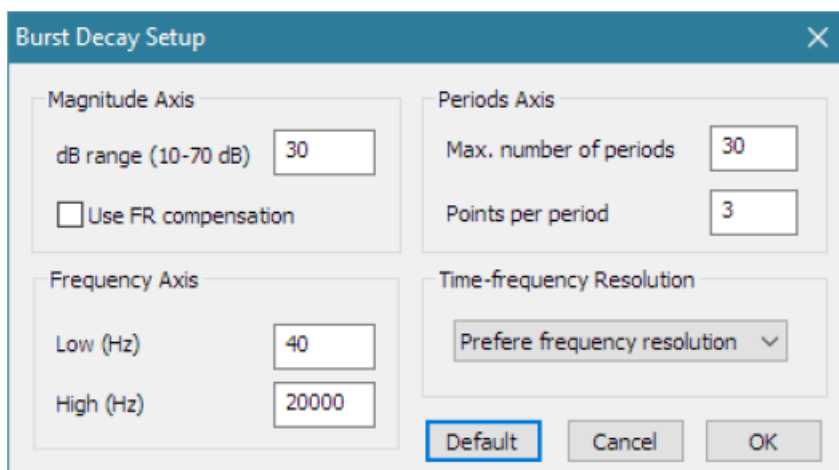 Burst Decay Setup
Magnitude Axis
dB range (10-70 dB) 30
Use FR compensation
Periods Axis
Max. number of periods 30
Points per period 3
Frequency Axis
Low (Hz) 40
High (Hz) 20000
Time-frequency Resolution
Prefere frequency resolution
Default Cancel OK